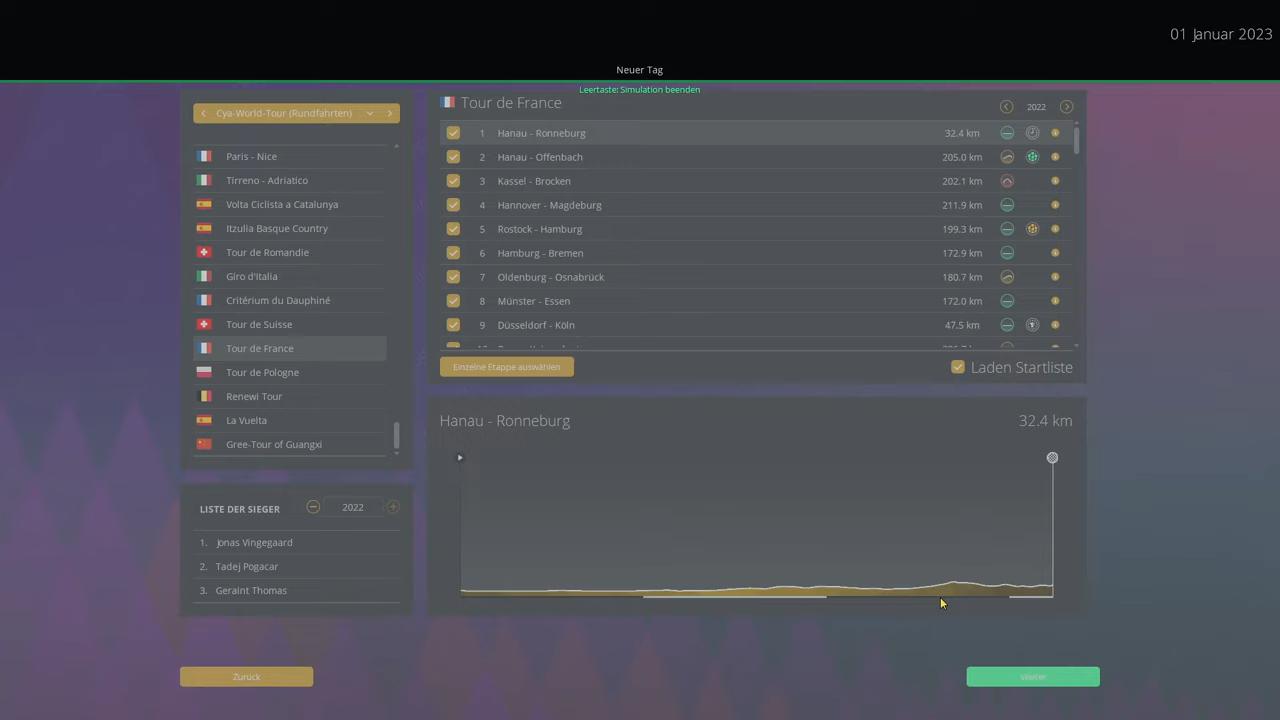 01 Januar 2023
Neuer Tag
Leertaste: Simulation beenden
Cya-World-Tour (Rundfahrten)
Paris - Nice
Tirreno - Adriatico
Volta Ciclista a Catalunya
Itzulia Basque Country
Tour de Romandie
Giro d'Italia
Critérium du Dauphiné
Tour de Suisse
Tour de France
Tour de Pologne
Renewi Tour
La Vuelta
Gree-Tour of Guangxi
LISTE DER SIEGER 2022
1. Jonas Vingegaard
2. Tadej Pogacar
3. Geraint Thomas
Tour de France 2022
1 Hanau - Ronneburg 32.4 km
2 Hanau - Offenbach 205.0 km
3 Kassel - Brocken 202.1 km
4 Hannover - Magdeburg 211.9 km
5 Rostock - Hamburg 199.3 km
6 Hamburg - Bremen 172.9 km
7 Oldenburg - Osnabrück 180.7 km
8 Münster - Essen 172.0 km
9 Düsseldorf - Köln 47.5 km
Einzelne Etappe auswählen
Laden Startliste
Hanau - Ronneburg 32.4 km
Zurück
Weiter